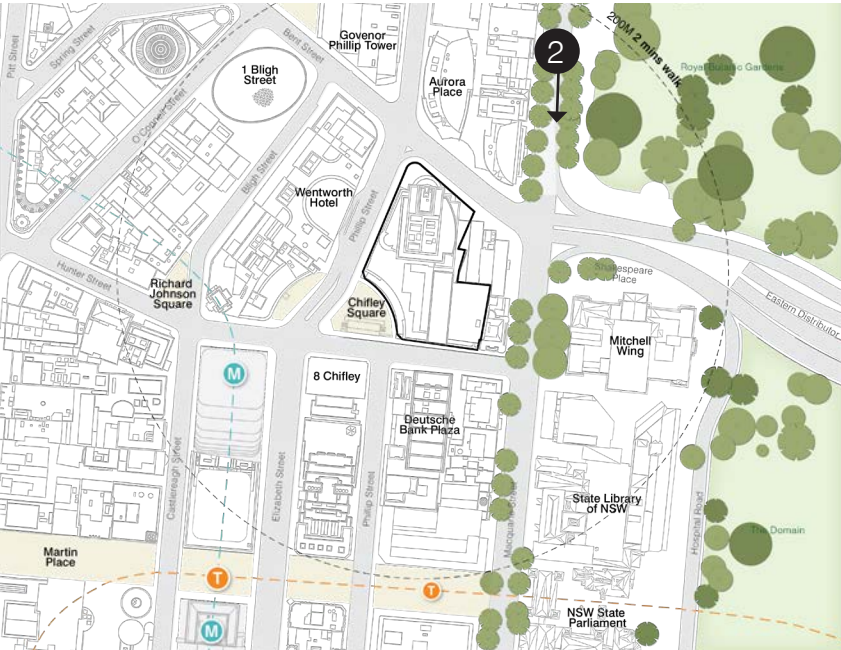 Pitt Street
Spring Street
Bent Street
Govenor
Phillip Tower
200M 2 mins walk
2
Royal Botanic Gardens
1 Bligh
Street
Aurora
Place
O'Connell Street
Bligh Street
Wentworth
Hotel
Phillip Street
Hunter Street
Richard
Johnson
Square
Chifley
Square
Shakespeare
Place
Eastern Distributor
Mitchell
Wing
M
8 Chifley
Deutsche
Bank Plaza
Castlereagh Street
Elizabeth Street
Phillip Street
Macquarie Street
State Library
of NSW
Hospital Road
The Domain
Martin
Place
T
T
M
NSW State
Parliament